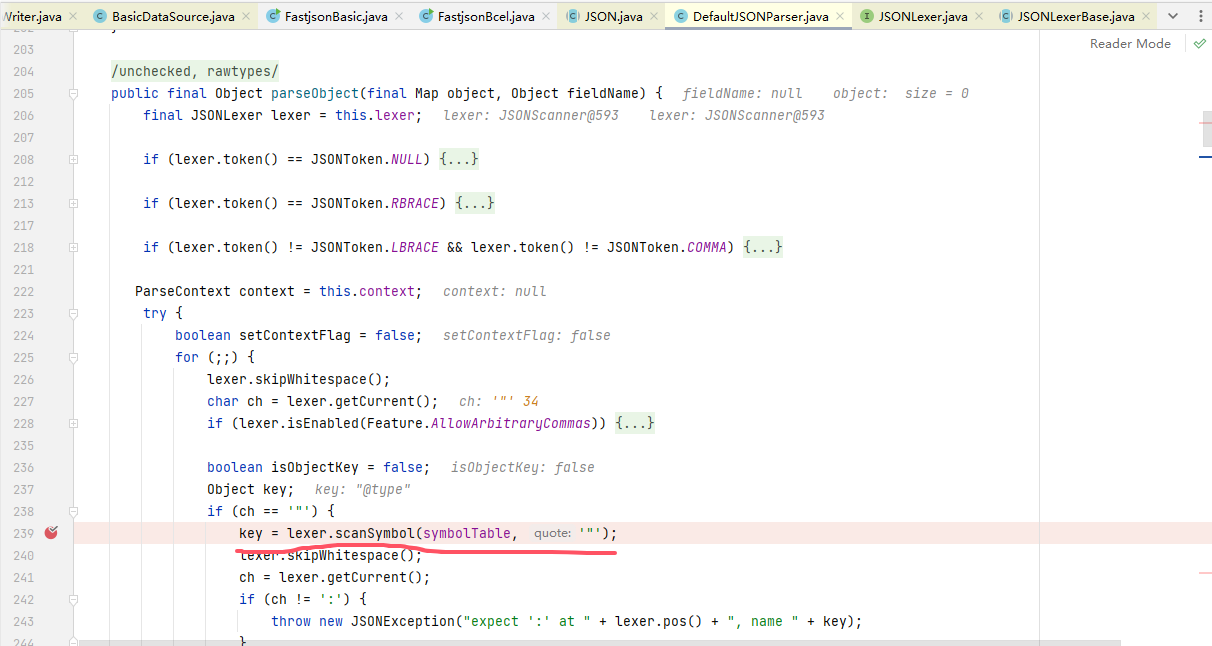 Writer.java BasicDataSource.java FastjsonBasic.java FastjsonBcel.java JSON.java DefaultJSONParser.java JSONLexer.java JSONLexerBase.java
Reader Mode
203
204 /unchecked, rawtypes/
205 public final Object parseObject(final Map object, Object fieldName) { fieldName: null object: size = 0
206 final JSONLexer lexer = this.lexer; lexer: JSONScanner@593 lexer: JSONScanner@593
207
208 if (lexer.token() == JSONToken.NULL) {...}
212
213 if (lexer.token() == JSONToken.RBRACE) {...}
217
218 if (lexer.token() != JSONToken.LBRACE && lexer.token() != JSONToken.COMMA) {...}
221
222 ParseContext context = this.context; context: null
223 try {
224 boolean setContextFlag = false; setContextFlag: false
225 for (;;) {
226 lexer.skipWhitespace();
227 char ch = lexer.getCurrent(); ch: '"' 34
228 if (lexer.isEnabled(Feature.AllowArbitraryCommas)) {...}
235
236 boolean isObjectKey = false; isObjectKey: false
237 Object key; key: "@type"
238 if (ch == '"') {
239 key = lexer.scanSymbol(symbolTable, quote: '"');
240 lexer.skipWhitespace();
241 ch = lexer.getCurrent();
242 if (ch != ':') {
243 throw new JSONException("expect ':' at " + lexer.pos() + ", name " + key);
244 }